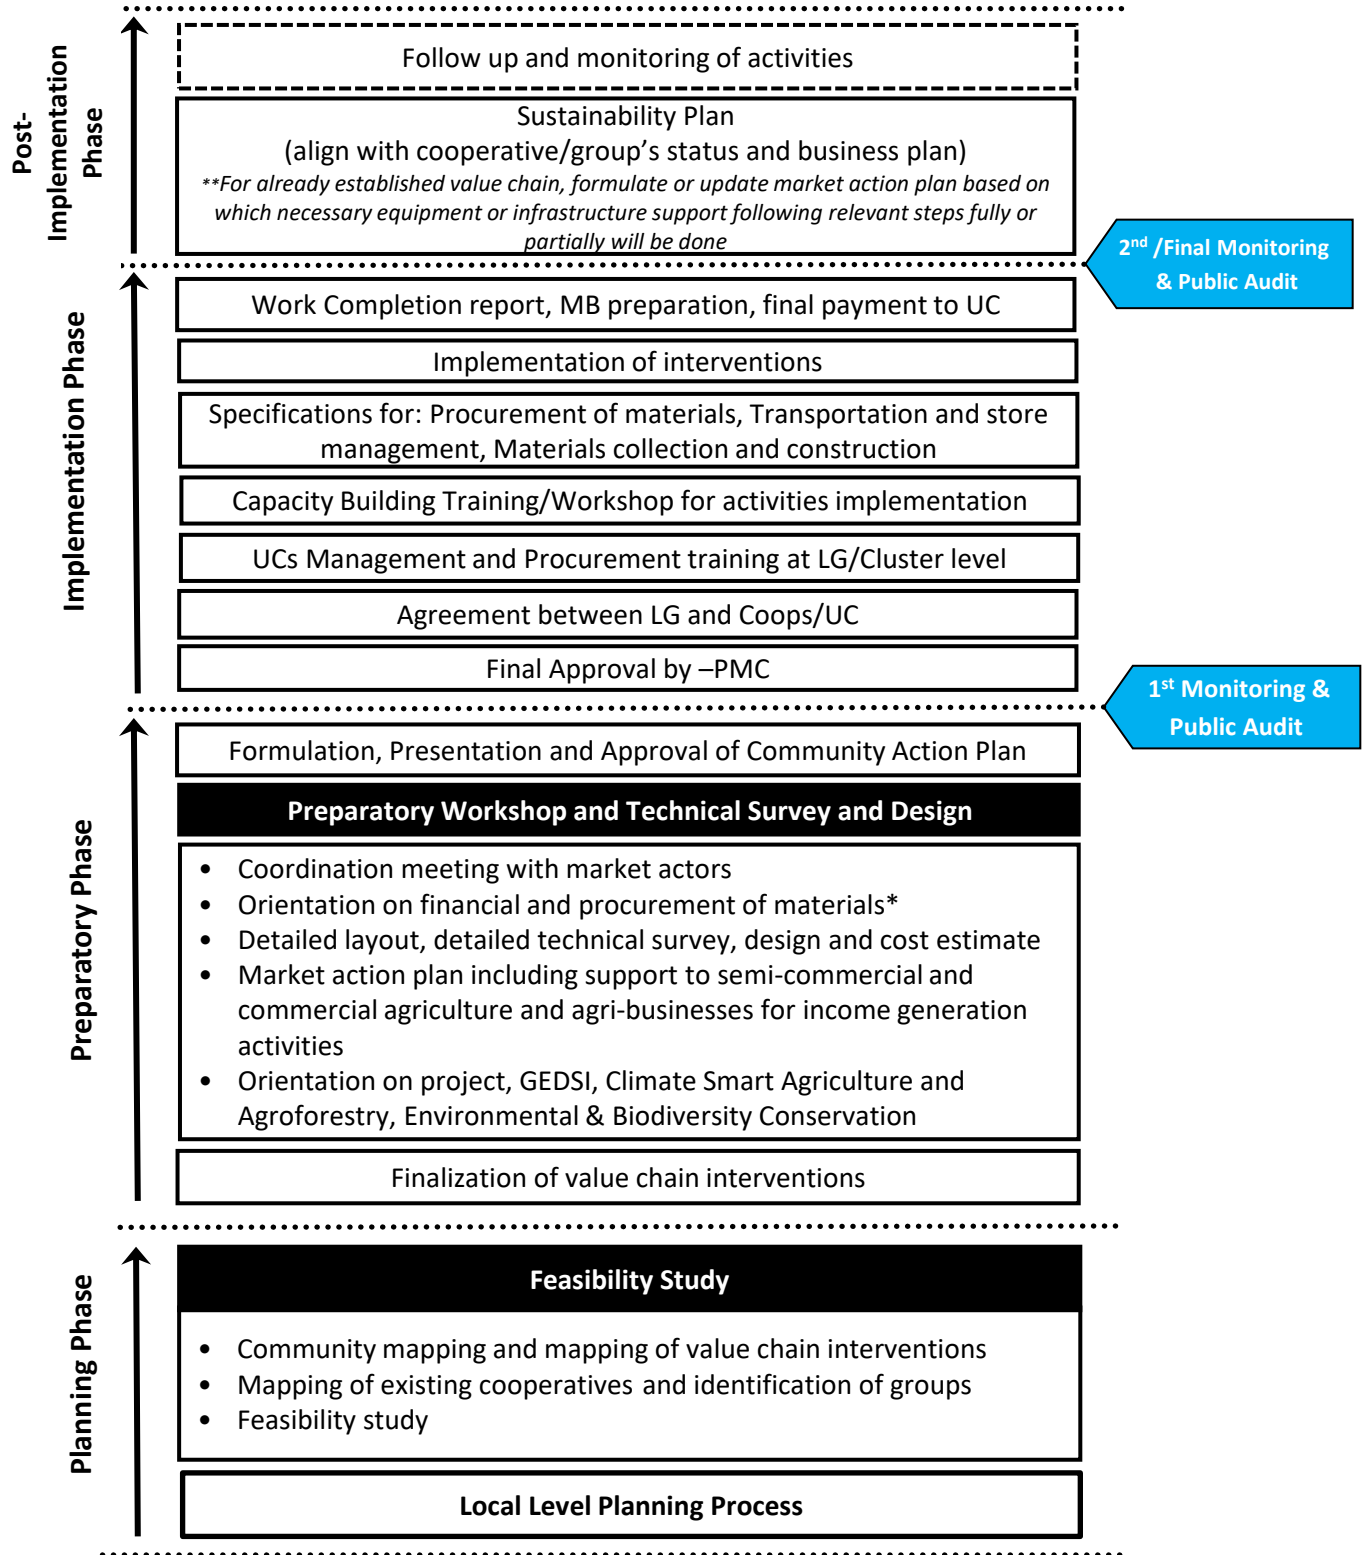 Post-
Implementation
Phase
Follow up and monitoring of activities
Sustainability Plan
(align with cooperative/group’s status and business plan)
**For already established value chain, formulate or update market action plan based on
which necessary equipment or infrastructure support following relevant steps fully or
partially will be done
2nd /Final Monitoring
& Public Audit
Implementation Phase
Work Completion report, MB preparation, final payment to UC
Implementation of interventions
Specifications for: Procurement of materials, Transportation and store
management, Materials collection and construction
Capacity Building Training/Workshop for activities implementation
UCs Management and Procurement training at LG/Cluster level
Agreement between LG and Coops/UC
Final Approval by –PMC
1st Monitoring &
Public Audit
Preparatory Phase
Formulation, Presentation and Approval of Community Action Plan
Preparatory Workshop and Technical Survey and Design
• Coordination meeting with market actors
• Orientation on financial and procurement of materials*
• Detailed layout, detailed technical survey, design and cost estimate
• Market action plan including support to semi-commercial and
commercial agriculture and agri-businesses for income generation
activities
• Orientation on project, GEDSI, Climate Smart Agriculture and
Agroforestry, Environmental & Biodiversity Conservation
Finalization of value chain interventions
Planning Phase
Feasibility Study
• Community mapping and mapping of value chain interventions
• Mapping of existing cooperatives and identification of groups
• Feasibility study
Local Level Planning Process